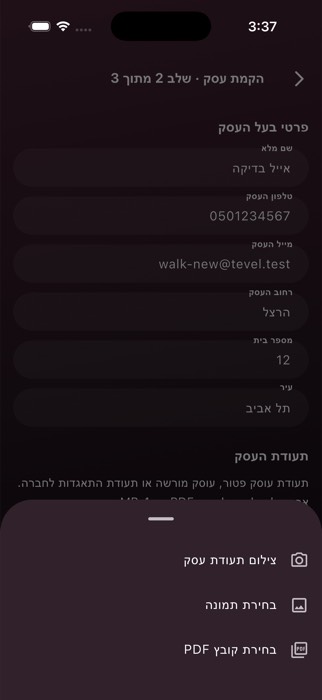 3:37
הקמת עסק · שלב 2 מתוך 3
פרטי בעל העסק
שם מלא
אייל בדיקה
טלפון העסק
0501234567
מייל העסק
walk-new@tevel.test
רחוב העסק
הרצל
מספר בית
12
עיר
תל אביב
תעודת העסק
תעודת עוסק פטור, עוסק מורשה או תעודת התאגדות לחברה.
צילום תעודת עסק
בחירת תמונה
בחירת קובץ PDF
PDF